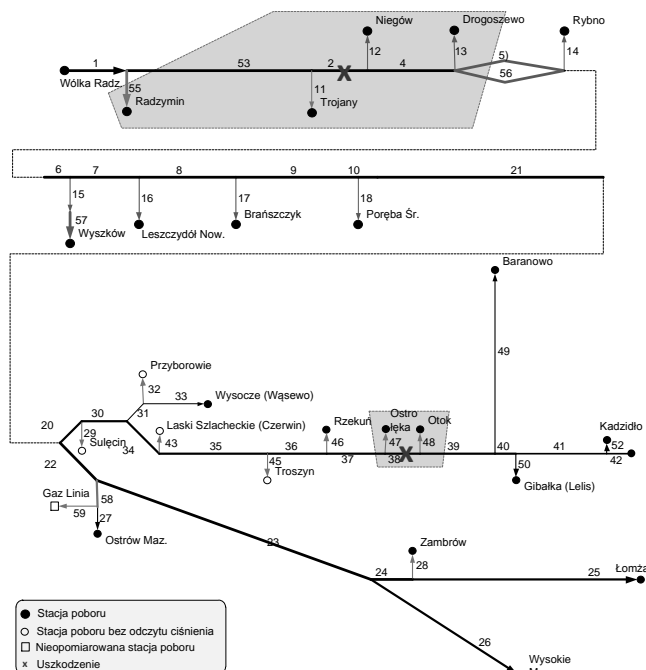 Niegów
Drogoszewo
Rybno
1
53
2
12
4
13
5)
56
14
Wólka Radz.
55
Radzymin
11
Trojany
X
6
7
8
9
10
21
15
16
17
18
57
Wyszków
Leszczydół Now.
Brańszczyk
Poręba Śr.
Baranowo
49
Przyborowie
32
33
Wysocze (Wąsewo)
31
30
20
29
Sulęcin
34
Laski Szlacheckie (Czerwin)
43
35
36
Rzekuń
46
Ostro
łęka
47
Otok
48
X
37
38
39
40
41
Kadzidło
52
42
45
Troszyn
50
Gibałka (Lelis)
22
Gaz Linia
58
59
27
Ostrów Maz.
23
Zambrów
28
24
25
Łomża
26
Wysokie
Stacja poboru
Stacja poboru bez odczytu ciśnienia
Nieopomiarowana stacja poboru
x Uszkodzenie